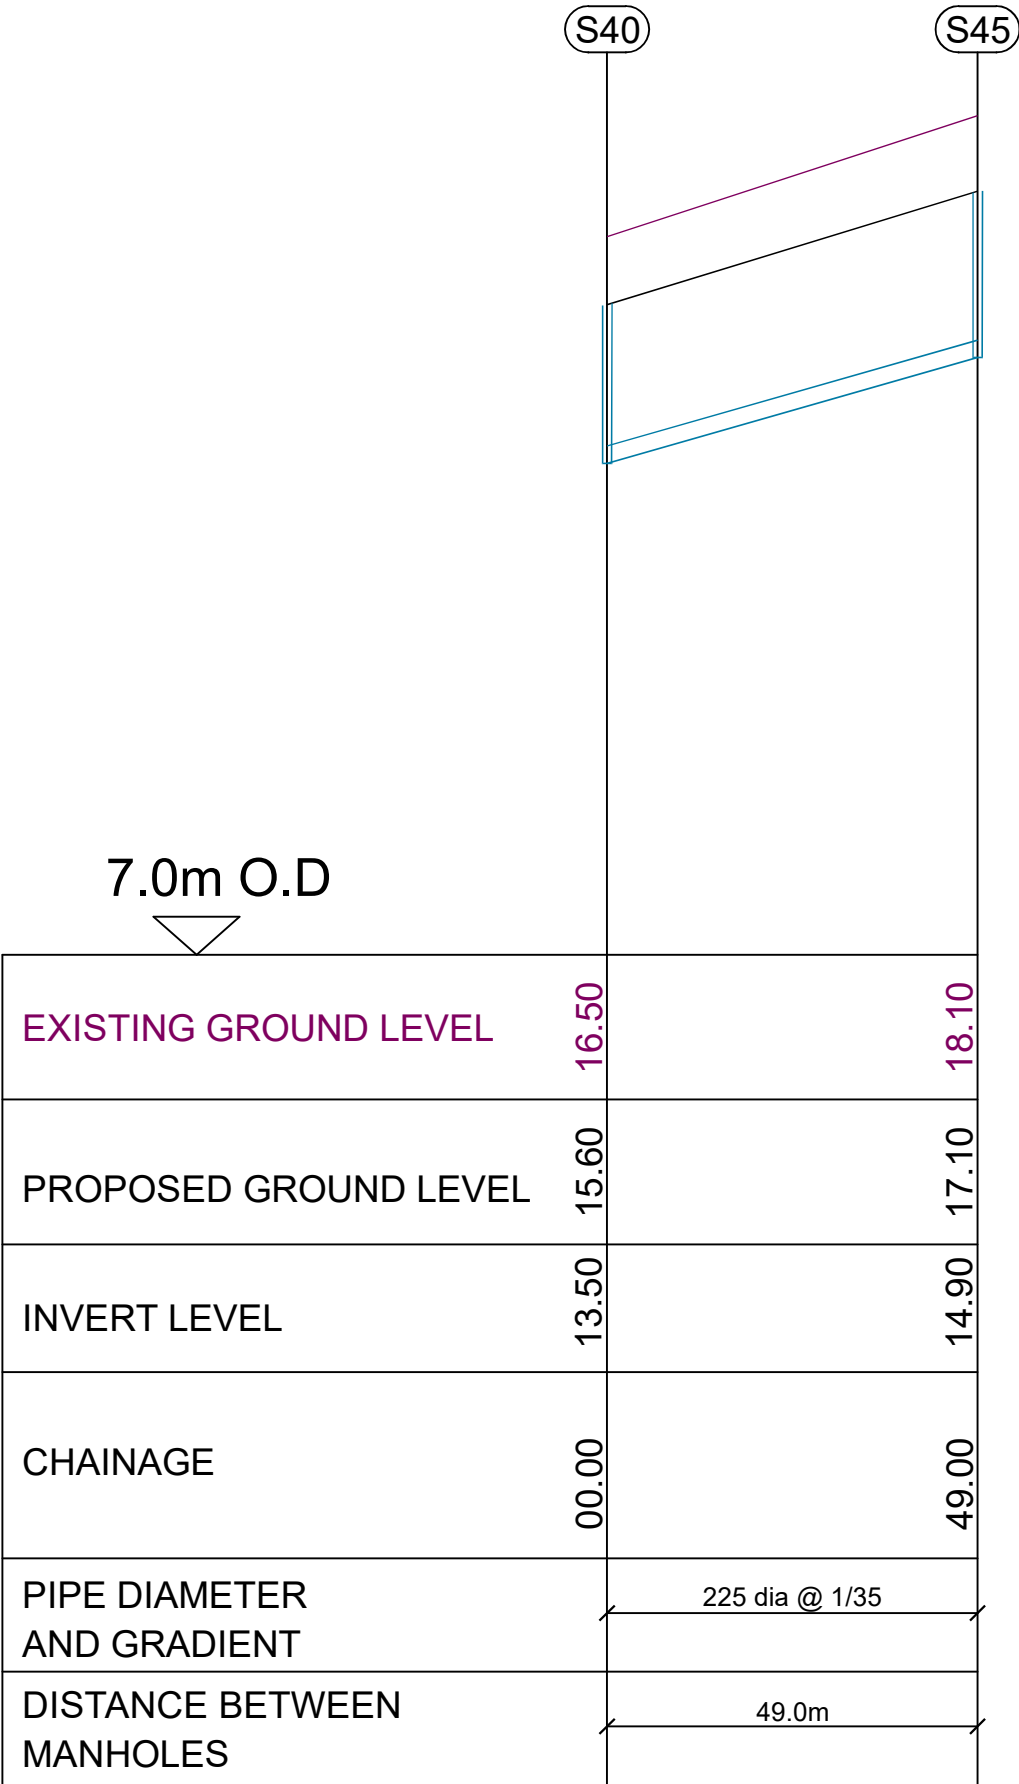 S40
S45
7.0m O.D
EXISTING GROUND LEVEL
16.50
18.10
PROPOSED GROUND LEVEL
15.60
17.10
INVERT LEVEL
13.50
14.90
CHAINAGE
00.00
49.00
PIPE DIAMETER
AND GRADIENT
225 dia @ 1/35
DISTANCE BETWEEN
MANHOLES
49.0m